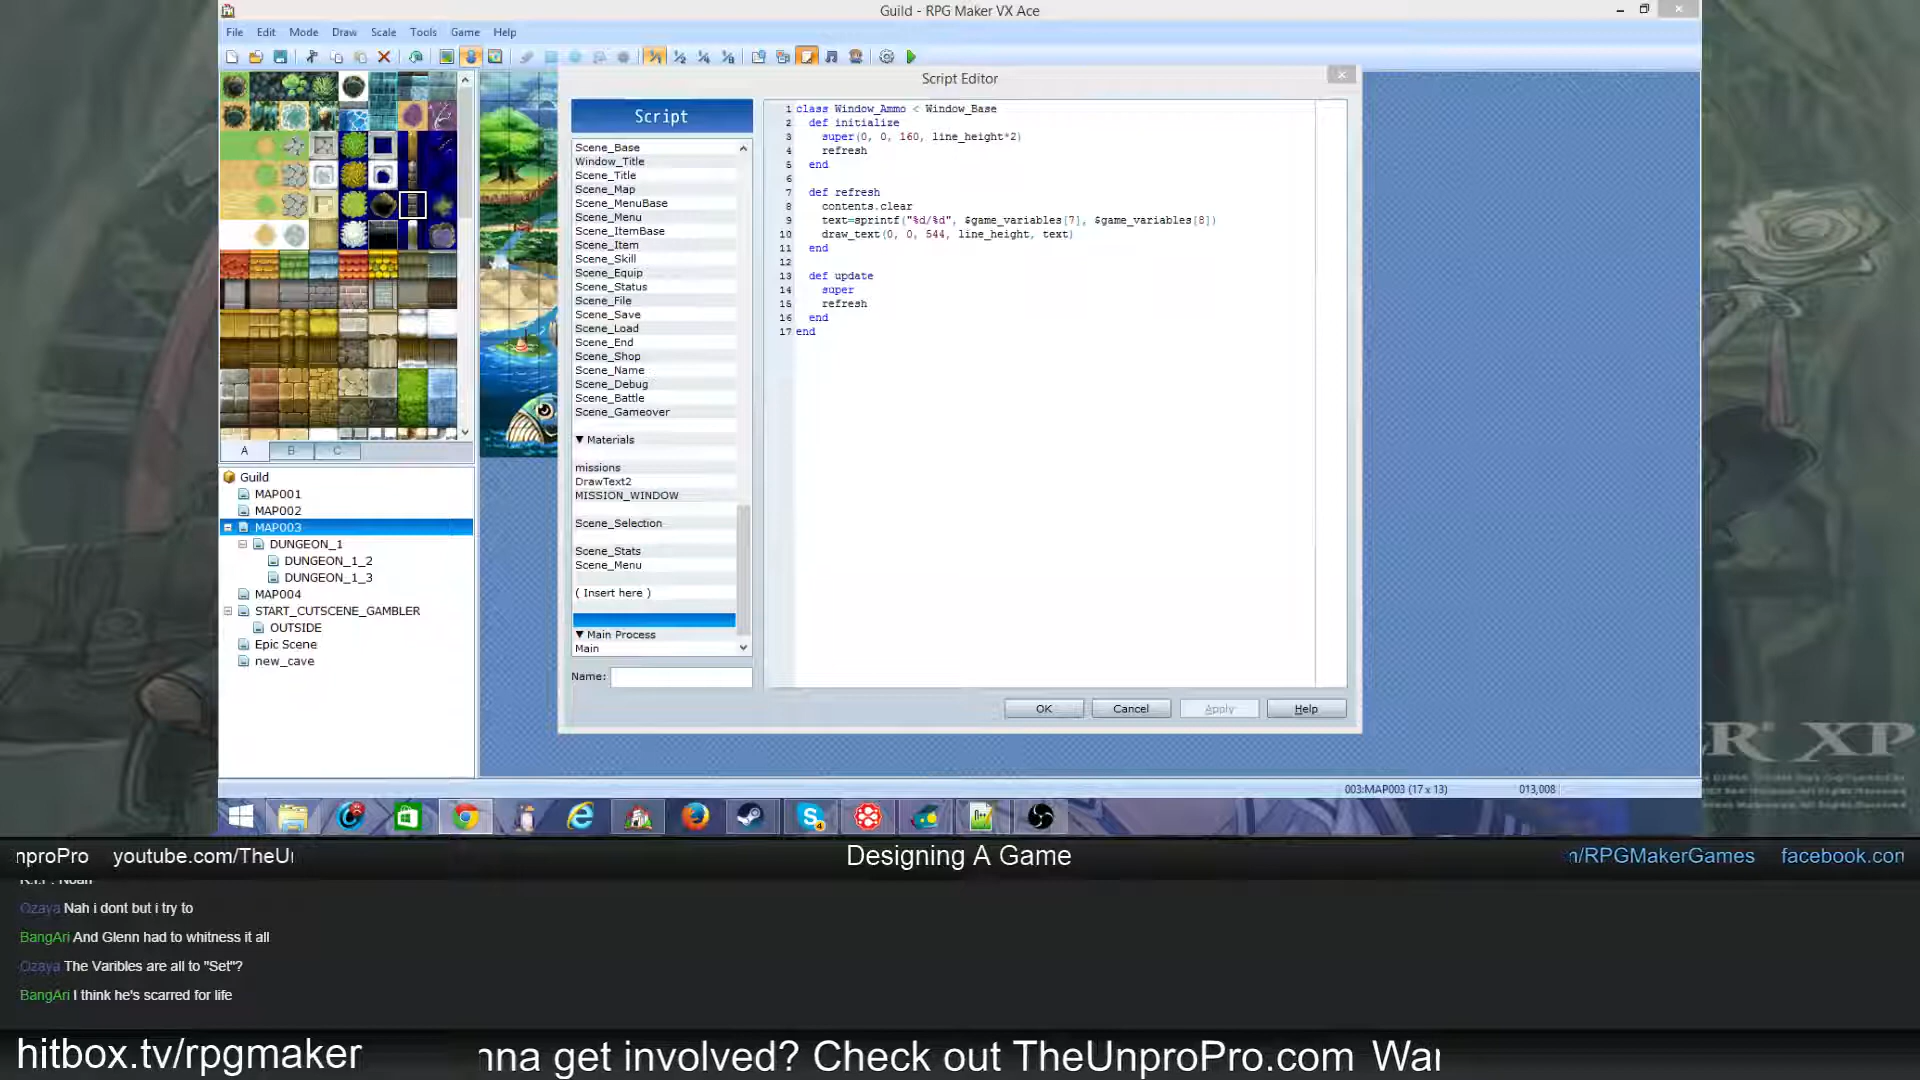 Guild - RPG Maker VX Ace
File Edit Mode Draw Scale Tools Game Help
Script Editor
Script
Scene_Base
Window_Title
Scene_Title
Scene_Map
Scene_MenuBase
Scene_Menu
Scene_ItemBase
Scene_Item
Scene_Skill
Scene_Equip
Scene_Status
Scene_File
Scene_Save
Scene_Load
Scene_End
Scene_Shop
Scene_Name
Scene_Debug
Scene_Battle
Scene_Gameover
▼ Materials
missions
DrawText2
MISSION_WINDOW
Scene_Selection
Scene_Stats
Scene_Menu
( Insert here )
▼ Main Process
Main
Name:
1 class Window_Ammo < Window_Base
2 def initialize
3 super(0, 0, 160, line_height*2)
4 refresh
5 end
6
7 def refresh
8 contents.clear
9 text=sprintf("%d/%d", $game_variables[7], $game_variables[8])
10 draw_text(0, 0, 544, line_height, text)
11 end
12
13 def update
14 super
15 refresh
16 end
17 end
OK Cancel Apply Help
A B C
Guild
MAP001
MAP002
MAP003
DUNGEON_1
DUNGEON_1_2
DUNGEON_1_3
MAP004
START_CUTSCENE_GAMBLER
OUTSIDE
Epic Scene
new_cave
003:MAP003 (17 x 13) 013,008
R XP
nproPro youtube.com/TheU
Designing A Game
/RPGMakerGames facebook.con
Ozaya Nah i dont but i try to
BangAri And Glenn had to whitness it all
Ozaya The Varibles are all to "Set"?
BangAri I think he's scarred for life
hitbox.tv/rpgmaker
nna get involved? Check out TheUnproPro.com Wa